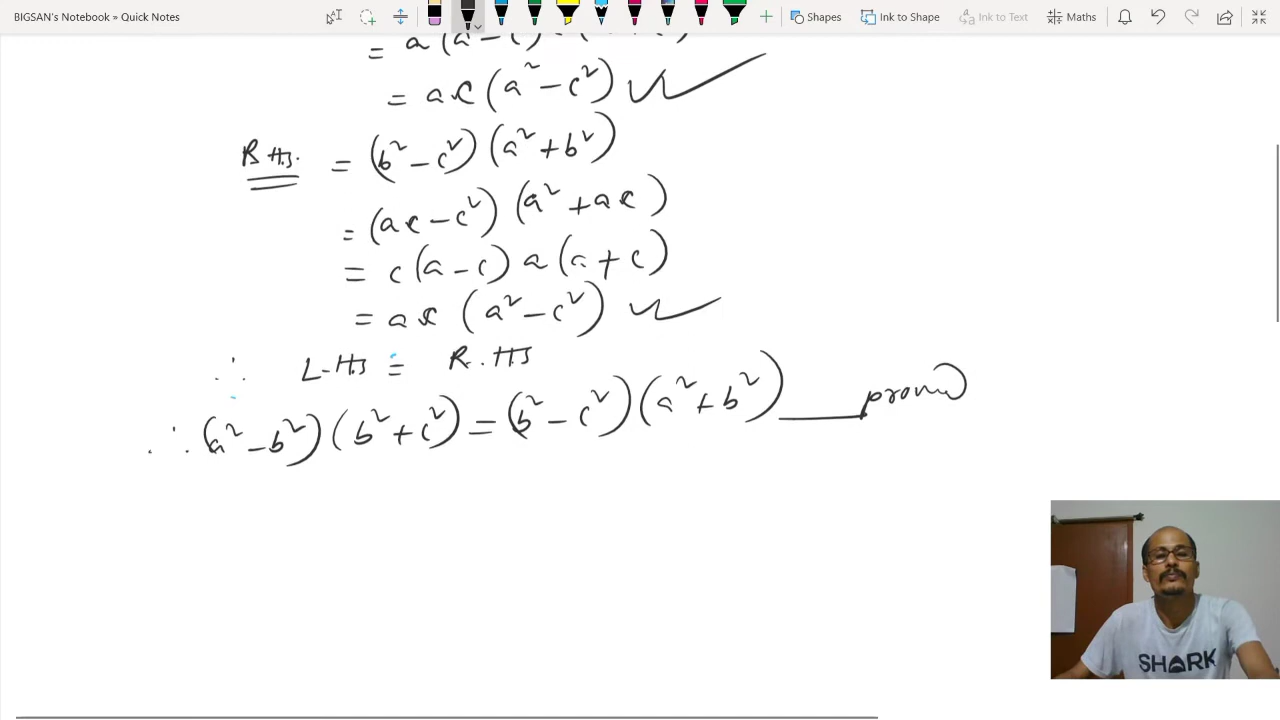 BIGSAN's Notebook » Quick Notes
Shapes
Ink to Shape
Ink to Text
Maths
= a(a - c)
= ac(a² - c²)
R.H.S. = (b² - c²)(a² + b²)
= (ac - c²)(a² + ac)
= c(a - c) a(a + c)
= ac (a² - c²)
∴ L.H.S = R.H.S
∴ (a² - b²)(b² + c²) = (b² - c²)(a² + b²) proved
SHARK